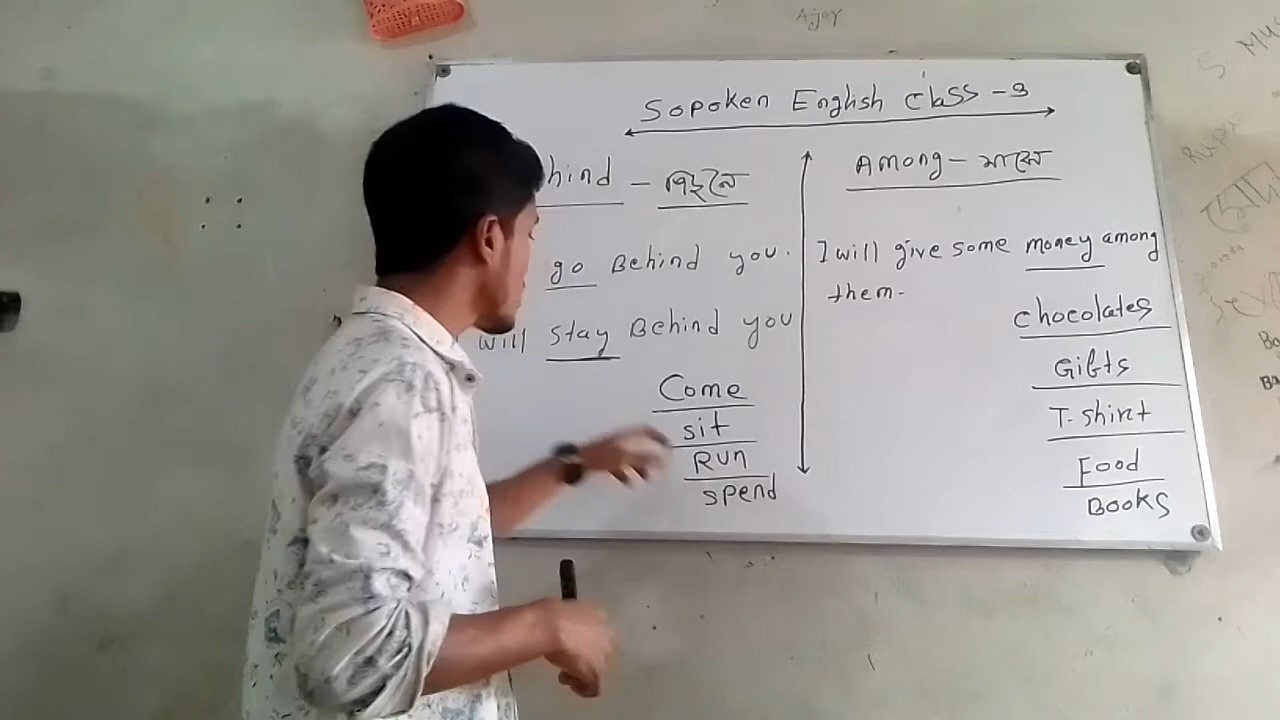 Ajoy
Sopoken English Class - 3
hind - পিছনে
go Behind you.
will stay Behind you
Come
sit
Run
spend
Among - মাঝে
I will give some money among
them.
chocolates
Gifts
T-shirt
Food
Books